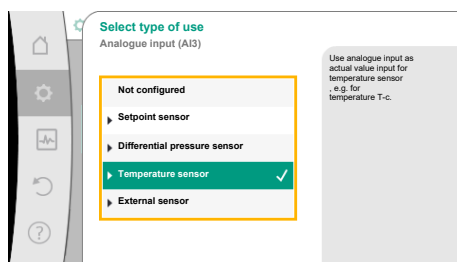 Select type of use
Analogue input (AI3)
Not configured
Setpoint sensor
Differential pressure sensor
Temperature sensor
External sensor
Use analogue input as
actual value input for
temperature sensor
, e.g. for
temperature T-c.
?